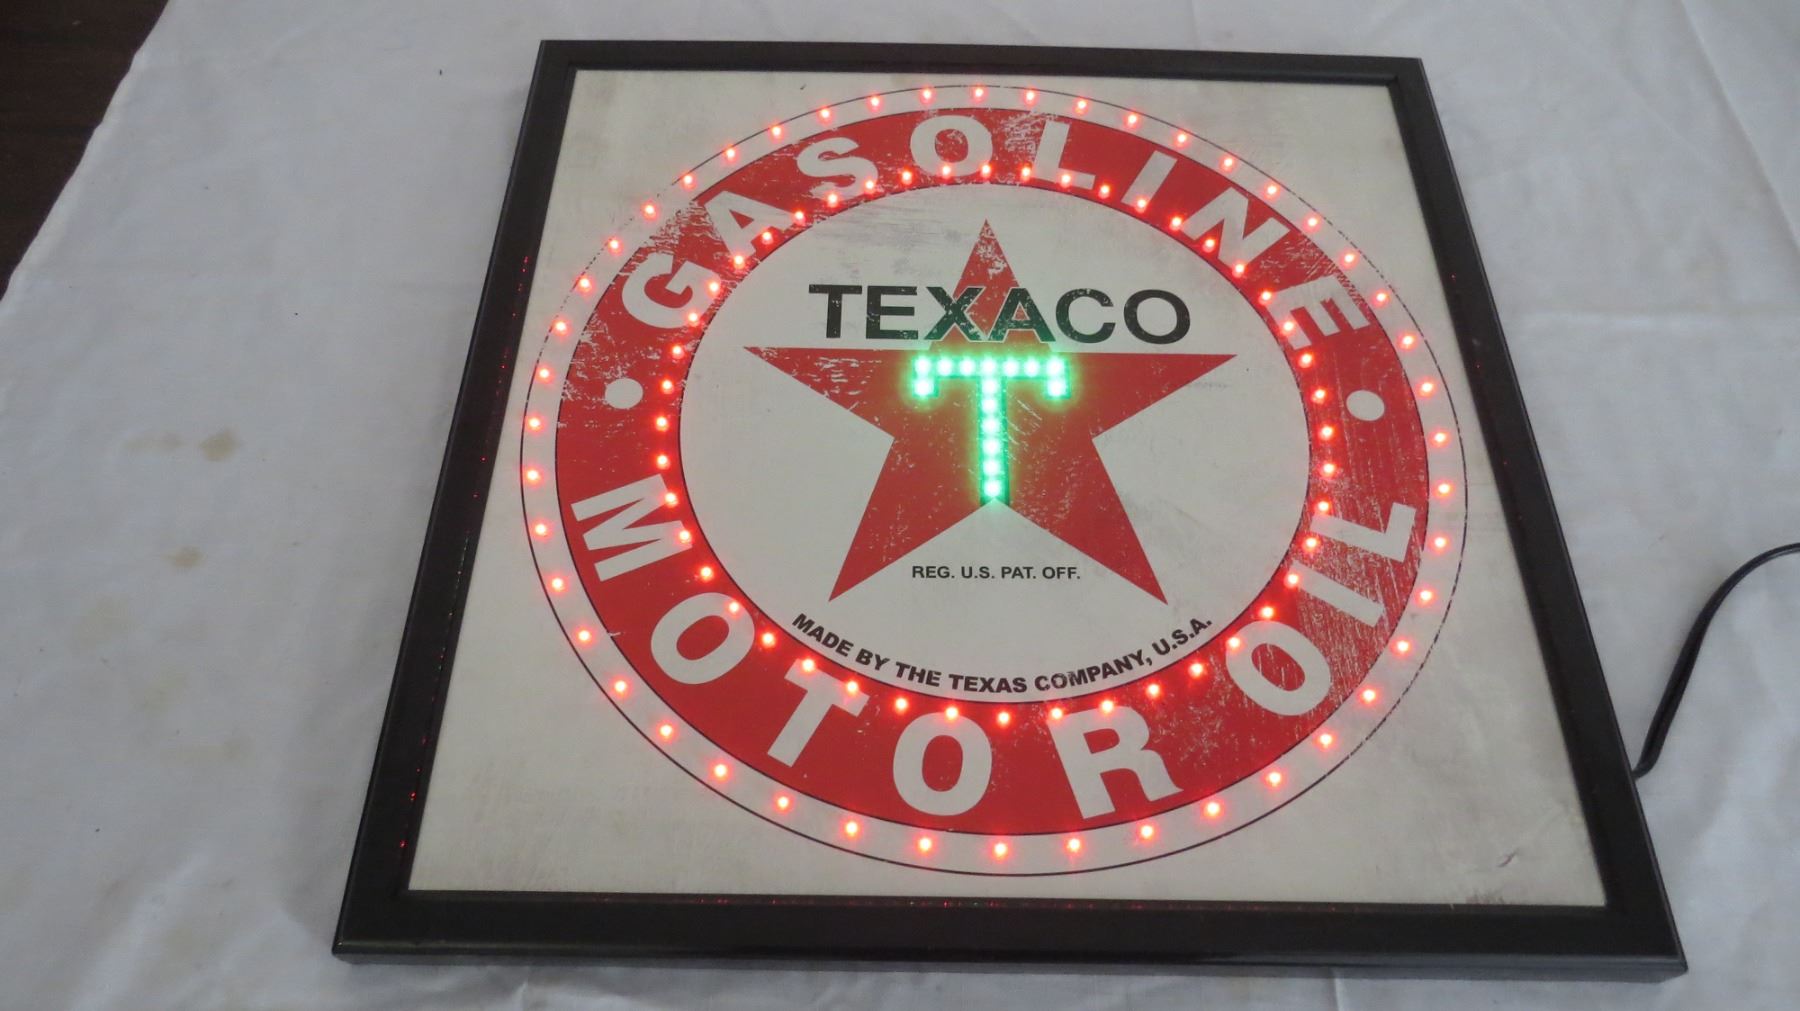 GASOLINE
TEXACO
T
REG. U.S. PAT. OFF.
MADE BY THE TEXAS COMPANY, U.S.A.
MOTOR OIL